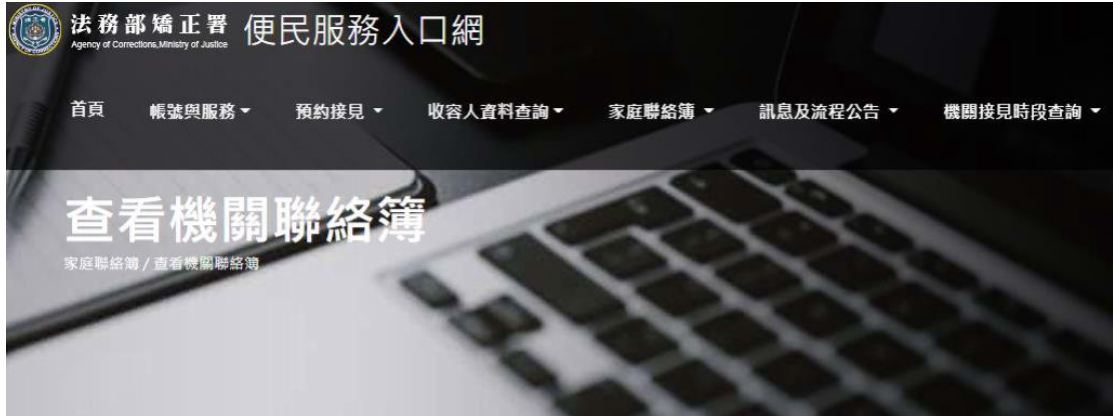 法務部矯正署 便民服務入口網
Agency of Corrections,Ministry of Justice
首頁 帳號與服務 預約接見 收容人資料查詢 家庭聯絡簿 訊息及流程公告 機關接見時段查詢
查看機關聯絡簿
家庭聯絡簿 / 查看機關聯絡簿